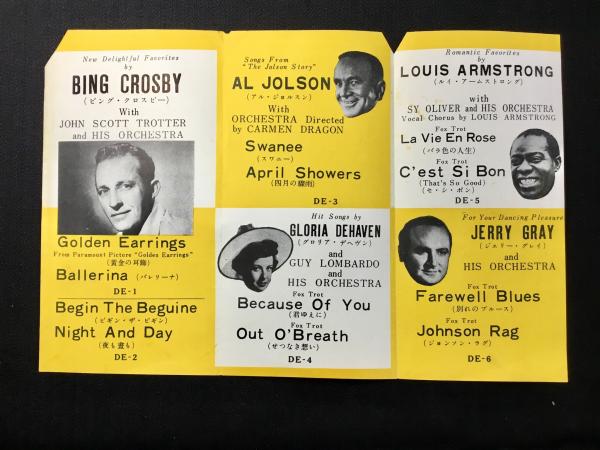 New Delightful Favorites
by
BING CROSBY
(ビング・クロスビー)
With
JOHN SCOTT TROTTER
and HIS ORCHESTRA
Golden Earrings
From Paramount Picture "Golden Earrings"
(黄金の耳飾)
Ballerina (バレリーナ)
DE-1
Begin The Beguine
(ビギン・ザ・ビギン)
Night And Day
(夜も昼も)
DE-2
Songs From
"The Jolson Story"
AL JOLSON
(アル・ジョルスン)
With
ORCHESTRA Directed
by CARMEN DRAGON
Swanee
(スワニー)
April Showers
(四月の驟雨)
DE-3
Hit Songs by
GLORIA DEHAVEN
(グロリア・デヘヴン)
and
GUY LOMBARDO
and
HIS ORCHESTRA
Fox Trot
Because Of You
(君ゆえに)
Fox Trot
Out O'Breath
(せつなき想い)
DE-4
Romantic Favorites
by
LOUIS ARMSTRONG
(ルイ・アームストロング)
with
SY OLIVER and HIS ORCHESTRA
Vocal Chorus by LOUIS ARMSTRONG
Fox Trot
La Vie En Rose
(バラ色の人生)
Fox Trot
C'est Si Bon
(That's So Good)
(セ・シ・ボン)
DE-5
For Your Dancing Pleasure
JERRY GRAY
(ジェリー・グレイ)
and
HIS ORCHESTRA
Fox Trot
Farewell Blues
(別れのブルース)
Fox Trot
Johnson Rag
(ジョンソン・ラグ)
DE-6